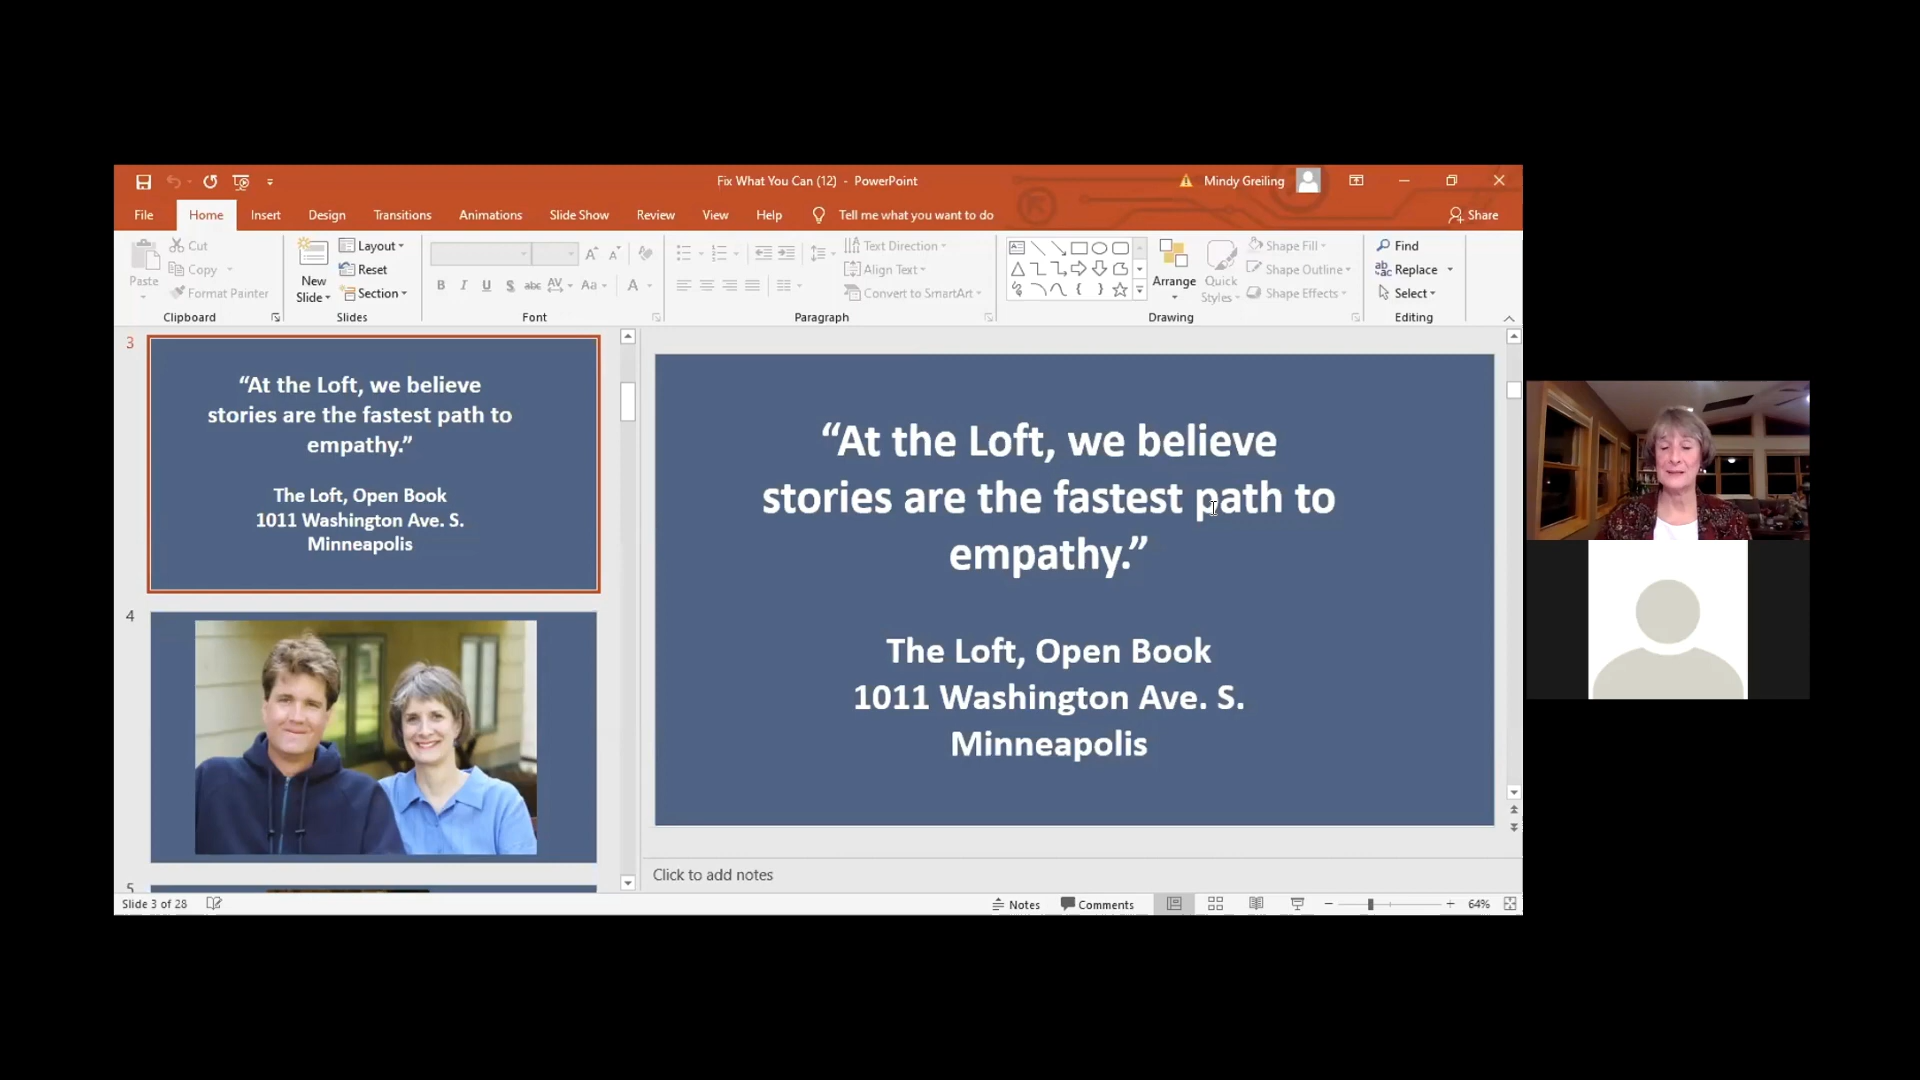 Fix What You Can (12) - PowerPoint
Mindy Greiling
File Home Insert Design Transitions Animations Slide Show Review View Help Tell me what you want to do Share
Paste
Cut
Copy
Format Painter
Clipboard
New Slide
Layout
Reset
Section
Slides
B I U S abc AV Aa A
Font
Text Direction
Align Text
Convert to SmartArt
Paragraph
Arrange
Quick Styles
Shape Fill
Shape Outline
Shape Effects
Drawing
Find
Replace
Select
Editing
3
“At the Loft, we believe
stories are the fastest path to
empathy.”
The Loft, Open Book
1011 Washington Ave. S.
Minneapolis
4
5
“At the Loft, we believe
stories are the fastest path to
empathy.”
The Loft, Open Book
1011 Washington Ave. S.
Minneapolis
Click to add notes
Slide 3 of 28
Notes Comments 64%